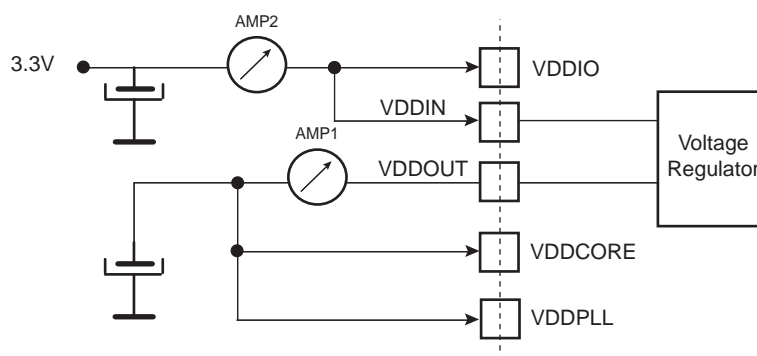 AMP2
3.3V
VDDIO
VDDIN
Voltage
Regulator
AMP1
VDDOUT
VDDCORE
VDDPLL